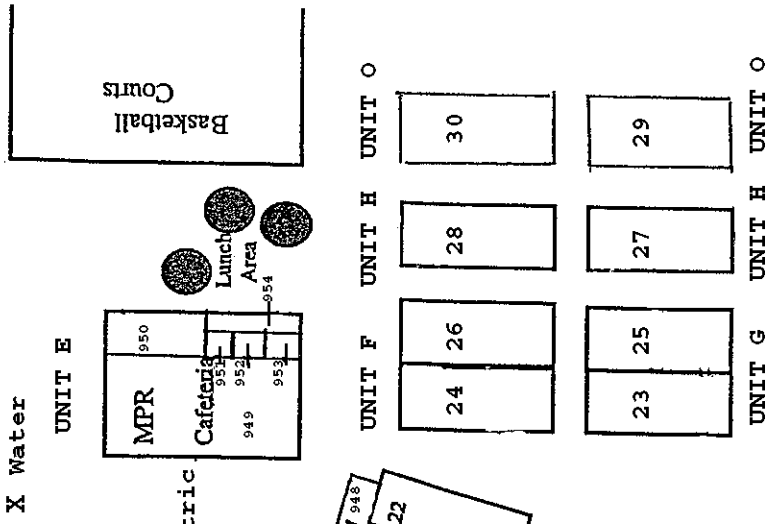 Basketball
Courts
X Water
UNIT E
MPR
Cafeteria
950
951
952
953
949
954
Lunch
Area
tric
948
22
UNIT F
UNIT H
UNIT O
24
26
28
30
23
25
27
29
UNIT G
UNIT H
UNIT O